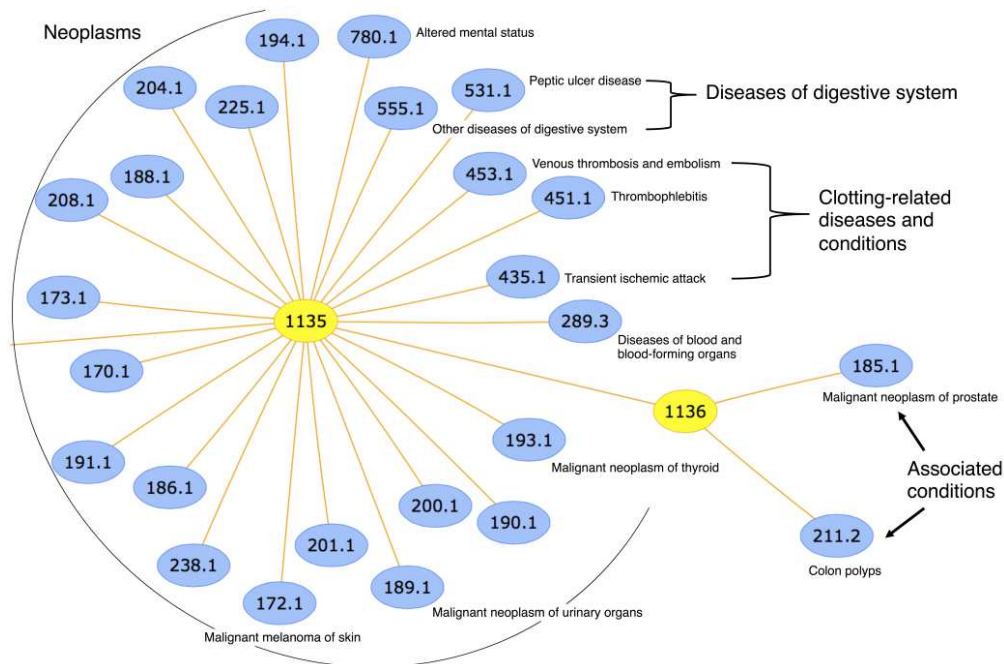 Neoplasms
194.1
780.1
Altered mental status
204.1
225.1
555.1
531.1
Peptic ulcer disease
Other diseases of digestive system
Diseases of digestive system
188.1
208.1
453.1
Venous thrombosis and embolism
451.1
Thrombophlebitis
Clotting-related
diseases and
conditions
435.1
Transient ischemic attack
173.1
1135
289.3
Diseases of blood and
blood-forming organs
170.1
185.1
Malignant neoplasm of prostate
1136
193.1
Malignant neoplasm of thyroid
191.1
186.1
200.1
190.1
Associated
conditions
211.2
Colon polyps
238.1
201.1
172.1
189.1
Malignant neoplasm of urinary organs
Malignant melanoma of skin